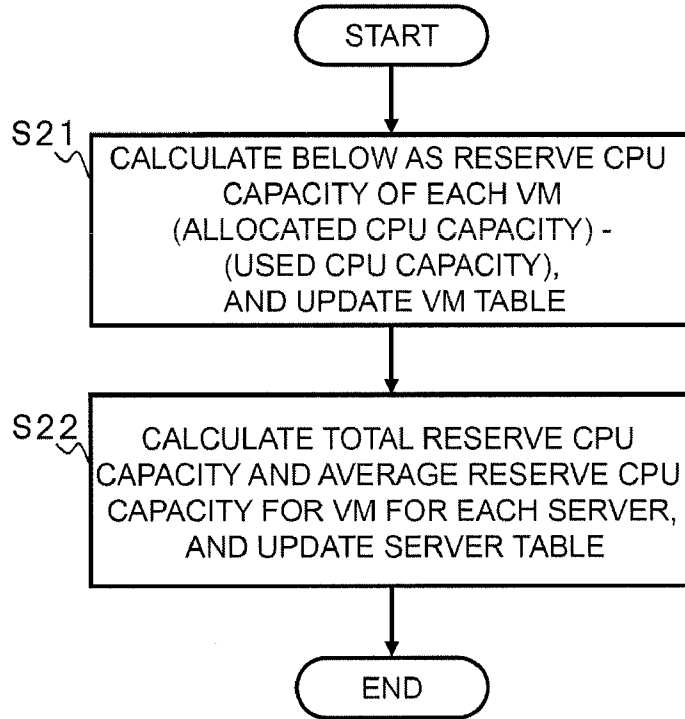 START
S21
CALCULATE BELOW AS RESERVE CPU
CAPACITY OF EACH VM
(ALLOCATED CPU CAPACITY) -
(USED CPU CAPACITY),
AND UPDATE VM TABLE
S22
CALCULATE TOTAL RESERVE CPU
CAPACITY AND AVERAGE RESERVE CPU
CAPACITY FOR VM FOR EACH SERVER,
AND UPDATE SERVER TABLE
END